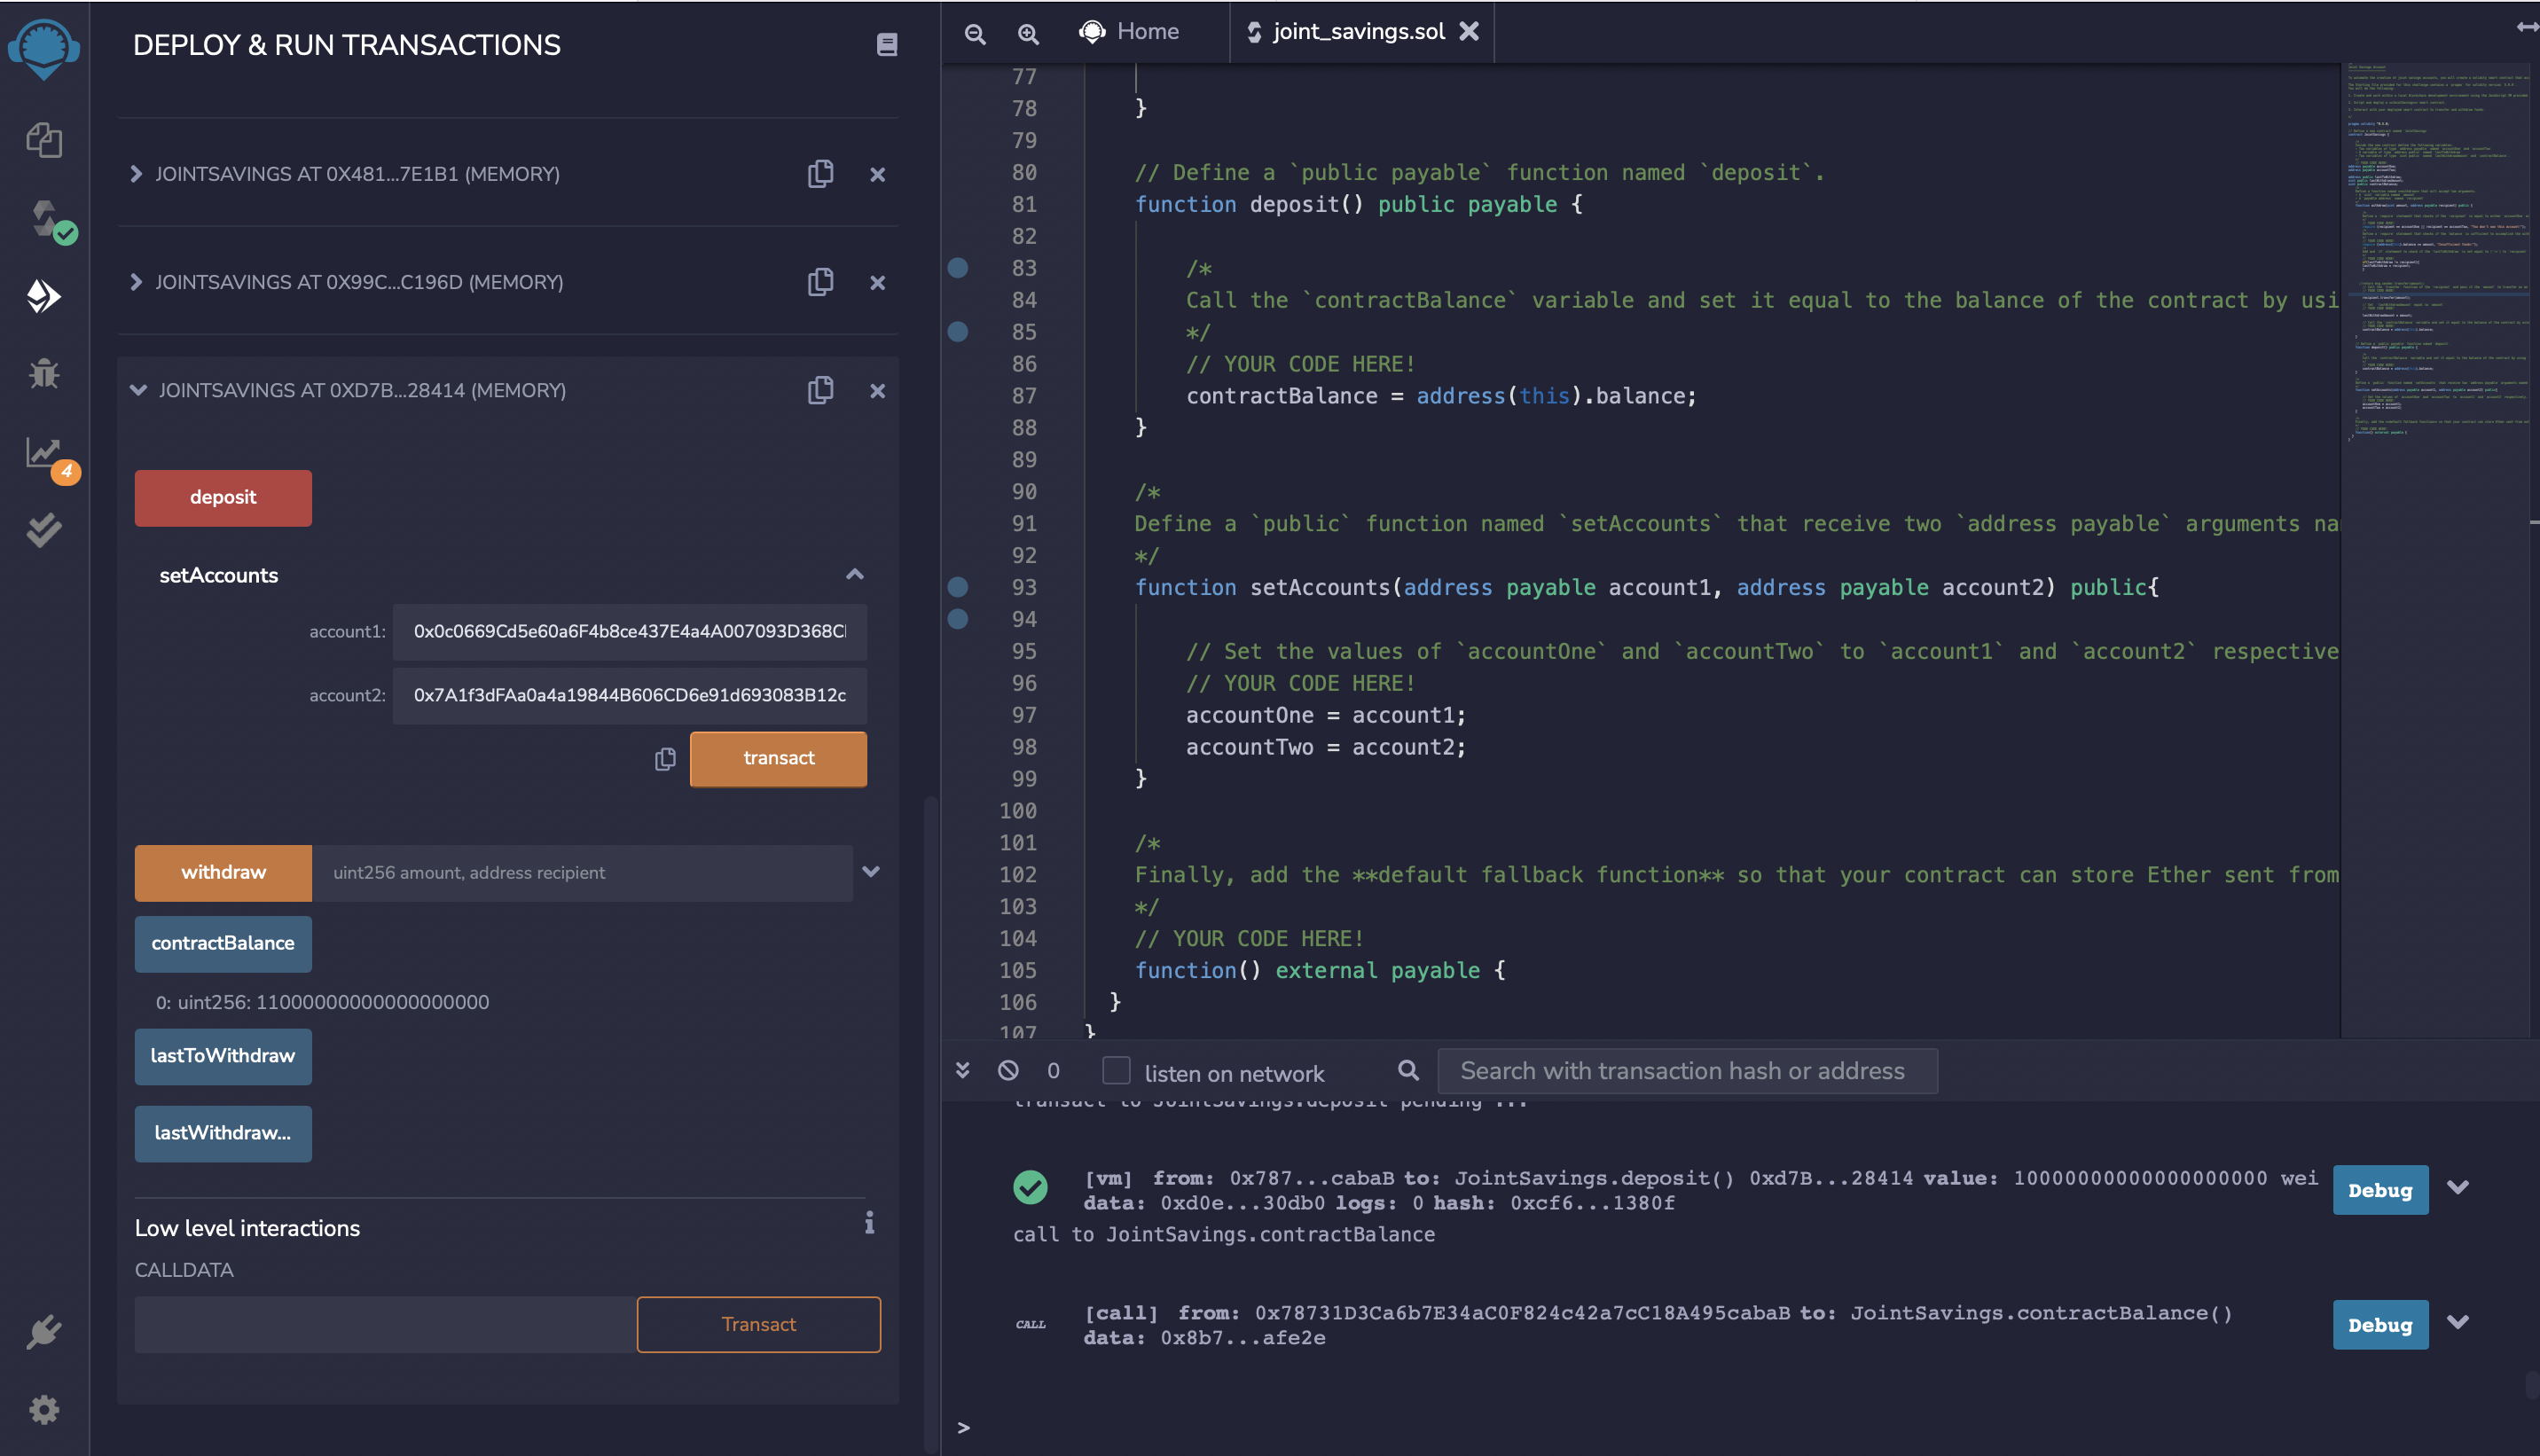 DEPLOY & RUN TRANSACTIONS
JOINTSAVINGS AT 0X481...7E1B1 (MEMORY)
JOINTSAVINGS AT 0X99C...C196D (MEMORY)
JOINTSAVINGS AT 0XD7B...28414 (MEMORY)
4
deposit
setAccounts
account1: 0x0c0669Cd5e60a6F4b8ce437E4a4A007093D368C
account2: 0x7A1f3dFAa0a4a19844B606CD6e91d693083B12c
transact
withdraw uint256 amount, address recipient
contractBalance
0: uint256: 11000000000000000000
lastToWithdraw
lastWithdraw...
Low level interactions
i
CALLDATA
Transact
Home
joint_savings.sol
77
78 }
79
80 // Define a `public payable` function named `deposit`.
81 function deposit() public payable {
82
83 /*
84 Call the `contractBalance` variable and set it equal to the balance of the contract by usi
85 */
86 // YOUR CODE HERE!
87 contractBalance = address(this).balance;
88 }
89
90 /*
91 Define a `public` function named `setAccounts` that receive two `address payable` arguments na
92 */
93 function setAccounts(address payable account1, address payable account2) public{
94
95 // Set the values of `accountOne` and `accountTwo` to `account1` and `account2` respective
96 // YOUR CODE HERE!
97 accountOne = account1;
98 accountTwo = account2;
99 }
100
101 /*
102 Finally, add the **default fallback function** so that your contract can store Ether sent from
103 */
104 // YOUR CODE HERE!
105 function() external payable {
106 }
107 }
0 listen on network Search with transaction hash or address
transact to JointSavings.deposit pending ...
[vm] from: 0x787...cabaB to: JointSavings.deposit() 0xd7B...28414 value: 10000000000000000000 wei
data: 0xd0e...30db0 logs: 0 hash: 0xcf6...1380f
Debug
call to JointSavings.contractBalance
CALL [call] from: 0x78731D3Ca6b7E34aC0F824c42a7cC18A495cabaB to: JointSavings.contractBalance()
data: 0x8b7...afe2e
Debug
>